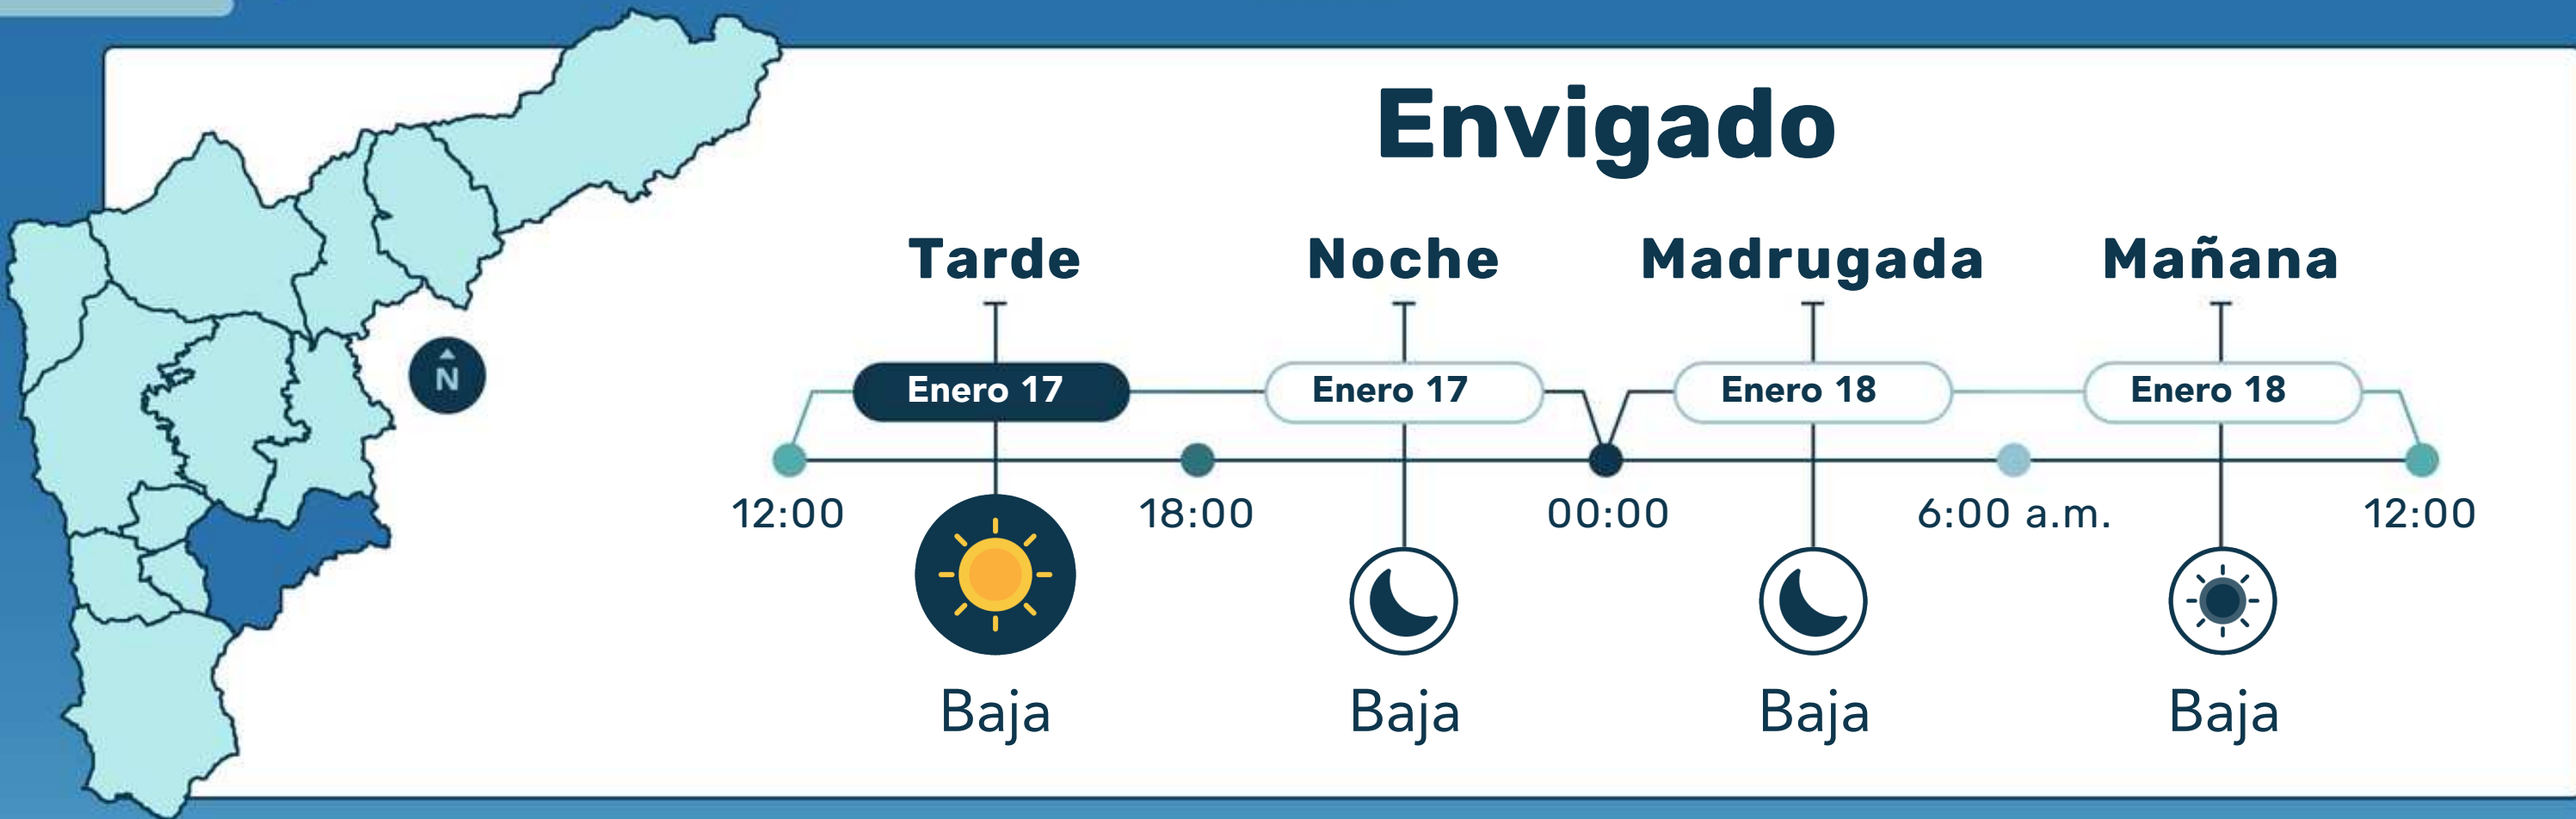 Envigado
Tarde Noche Madrugada Mañana
N
Enero 17 Enero 17 Enero 18 Enero 18
12:00 18:00 00:00 6:00 a.m. 12:00
Baja Baja Baja Baja